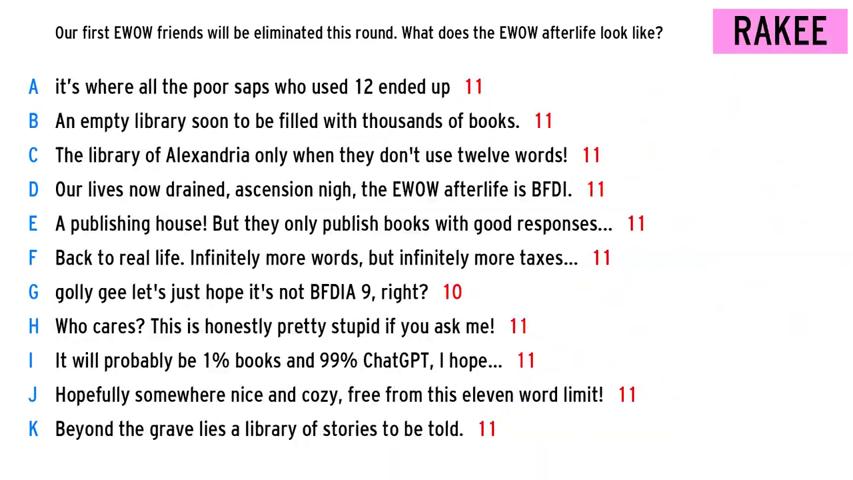 Our first EWOW friends will be eliminated this round. What does the EWOW afterlife look like?
RAKEE
A it's where all the poor saps who used 12 ended up 11
B An empty library soon to be filled with thousands of books. 11
C The library of Alexandria only when they don't use twelve words! 11
D Our lives now drained, ascension nigh, the EWOW afterlife is BFDI. 11
E A publishing house! But they only publish books with good responses... 11
F Back to real life. Infinitely more words, but infinitely more taxes... 11
G golly gee let's just hope it's not BFDIA 9, right? 10
H Who cares? This is honestly pretty stupid if you ask me! 11
I It will probably be 1% books and 99% ChatGPT, I hope... 11
J Hopefully somewhere nice and cozy, free from this eleven word limit! 11
K Beyond the grave lies a library of stories to be told. 11